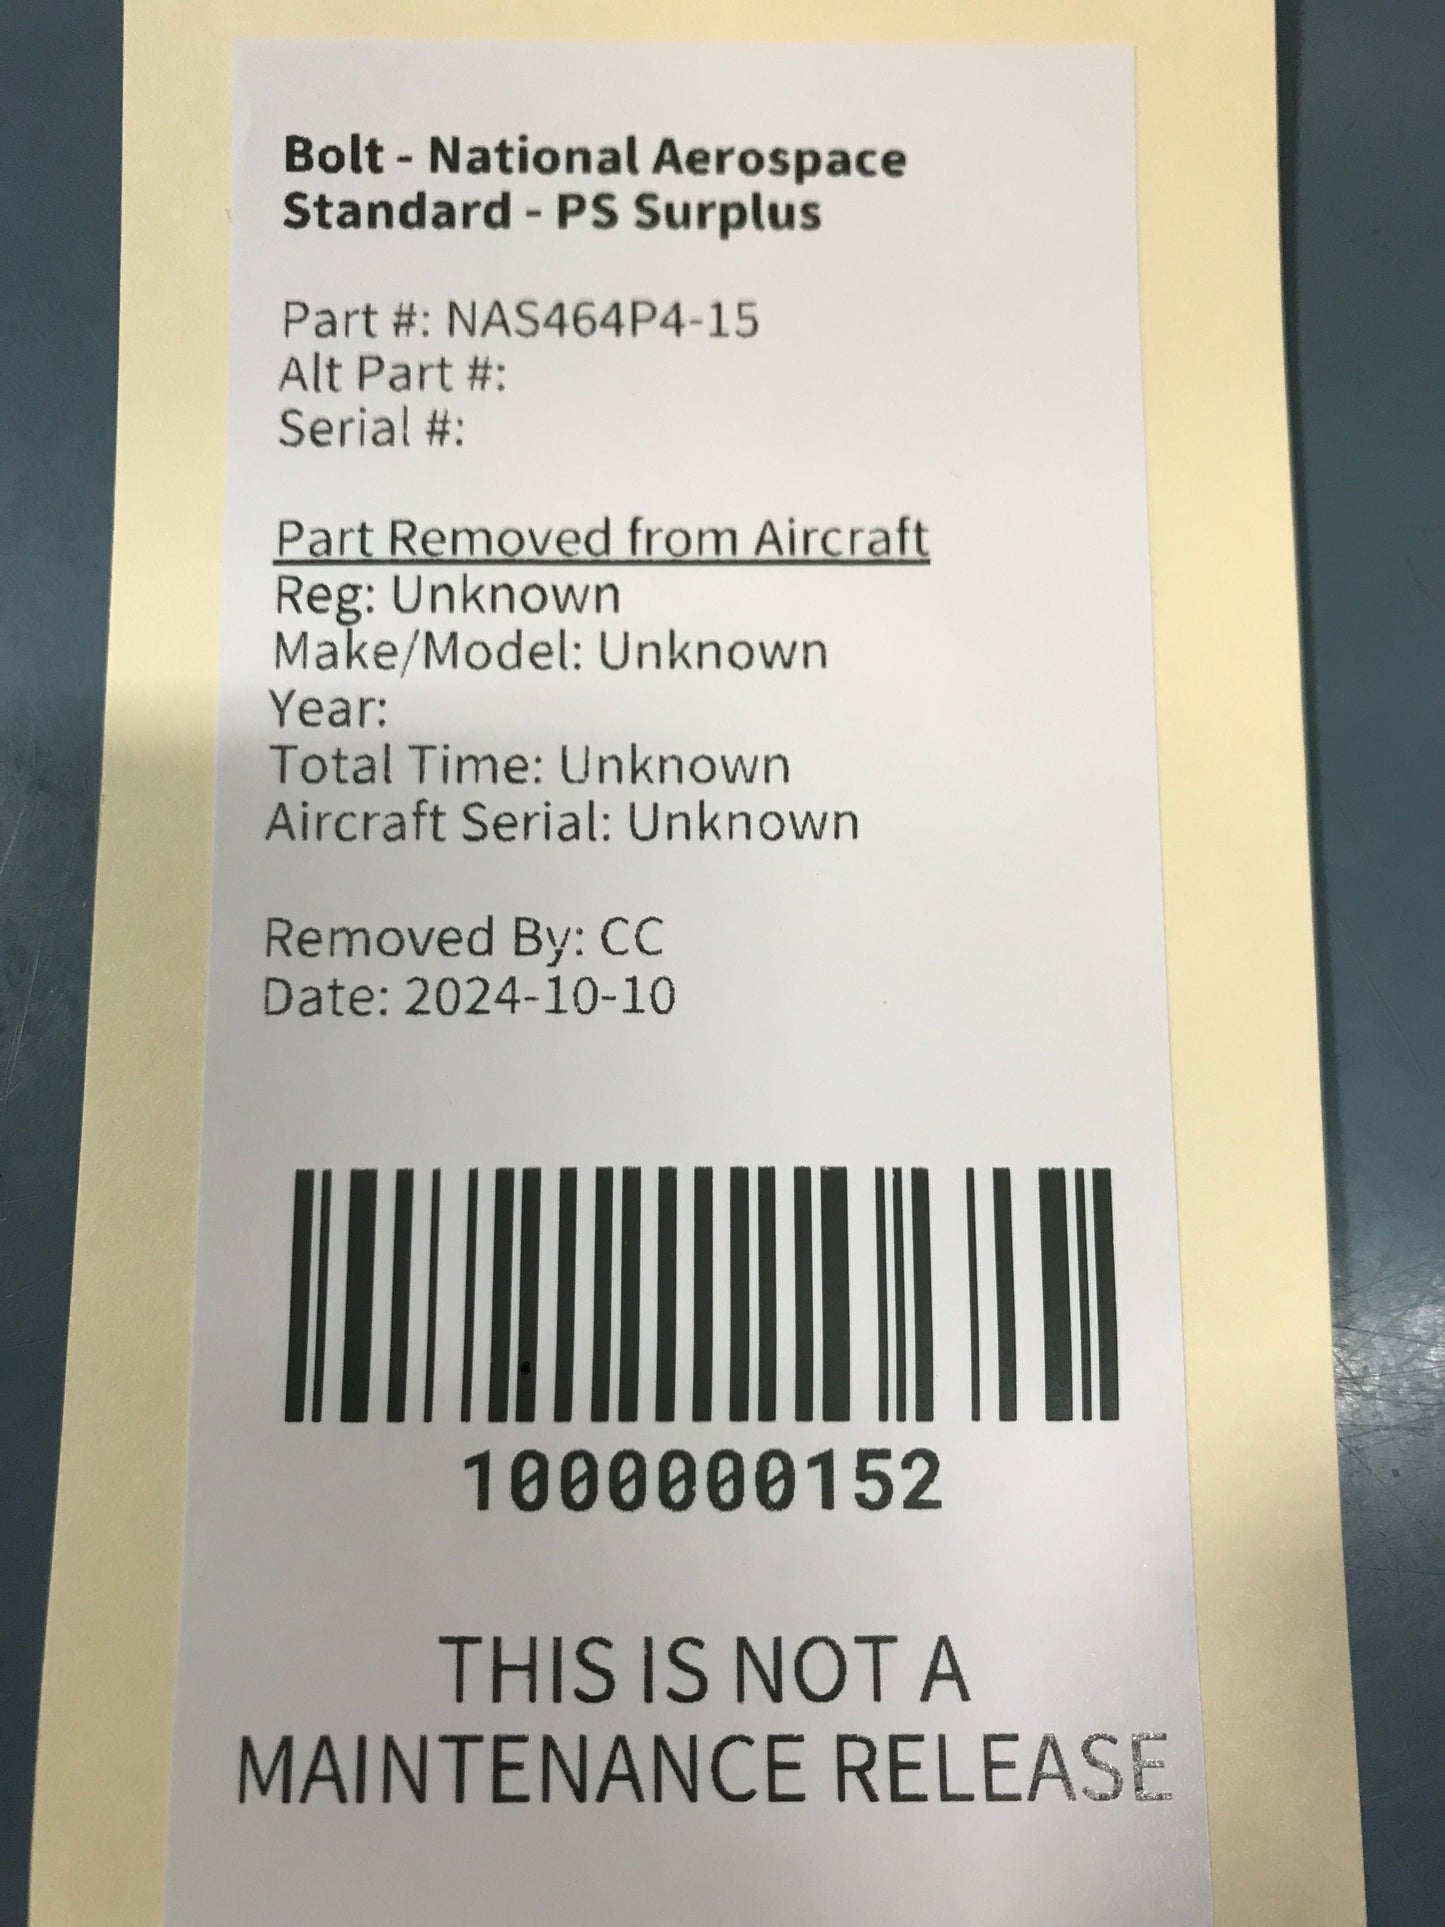 Bolt - National Aerospace
Standard - PS Surplus
Part #: NAS464P4-15
Alt Part #:
Serial #:
Part Removed from Aircraft
Reg: Unknown
Make/Model: Unknown
Year:
Total Time: Unknown
Aircraft Serial: Unknown
Removed By: CC
Date: 2024-10-10
1000000152
THIS IS NOT A
MAINTENANCE RELEASE